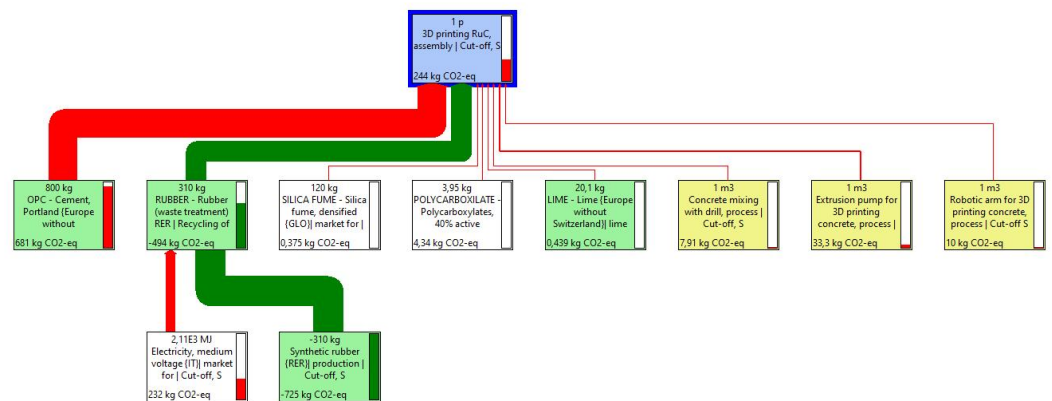 1 p
3D printing RuC,
assembly | Cut-off, S
244 kg CO2-eq
800 kg
OPC - Cement,
Portland {Europe
without
681 kg CO2-eq
310 kg
RUBBER - Rubber
(waste treatment)
RER | Recycling of
-494 kg CO2-eq
120 kg
SILICA FUME - Silica
fume, densified
{GLO}| market for |
0,375 kg CO2-eq
3,95 kg
POLYCARBOXILATE -
Polycarboxylates,
40% active
4,34 kg CO2-eq
20,1 kg
LIME - Lime {Europe
without
Switzerland}| lime
0,439 kg CO2-eq
1 m3
Concrete mixing
with drill, process |
Cut-off, S
7,91 kg CO2-eq
1 m3
Extrusion pump for
3D printing
concrete, process |
33,3 kg CO2-eq
1 m3
Robotic arm for 3D
printing concrete,
process | Cut-off S
10 kg CO2-eq
2,11E3 MJ
Electricity, medium
voltage {IT}| market
for | Cut-off, S
232 kg CO2-eq
-310 kg
Synthetic rubber
{RER}| production |
Cut-off, S
-725 kg CO2-eq